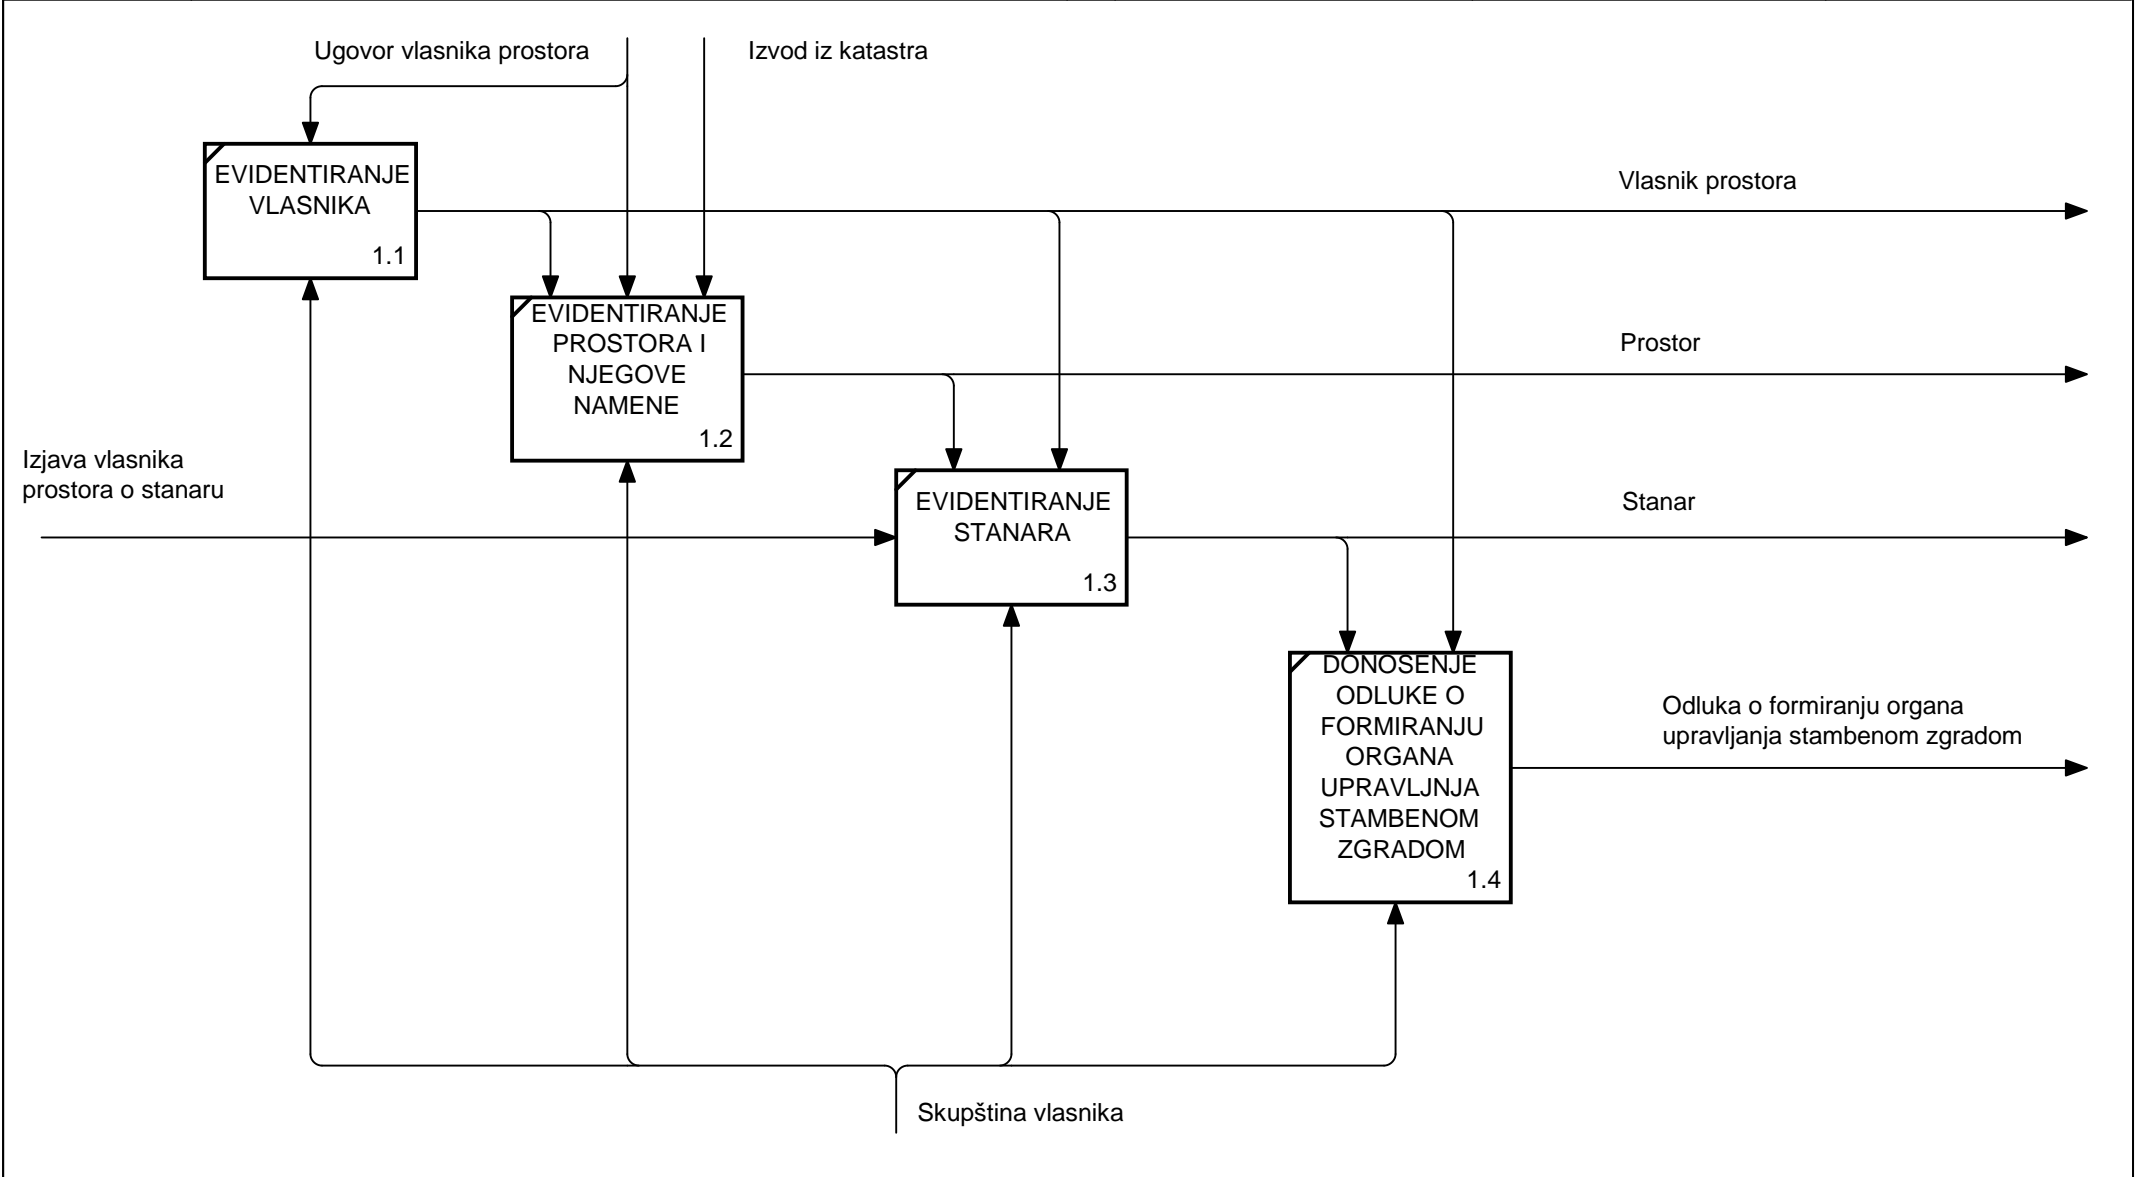 Ugovor vlasnika prostora
Izvod iz katastra
EVIDENTIRANJE
VLASNIKA
1.1
Vlasnik prostora
EVIDENTIRANJE
PROSTORA I
NJEGOVE
NAMENE
1.2
Prostor
Izjava vlasnika
prostora o stanaru
EVIDENTIRANJE
STANARA
1.3
Stanar
DONOSENJE
ODLUKE O
FORMIRANJU
ORGANA
UPRAVLJNJA
STAMBENOM
ZGRADOM
1.4
Odluka o formiranju organa
upravljanja stambenom zgradom
Skupština vlasnika